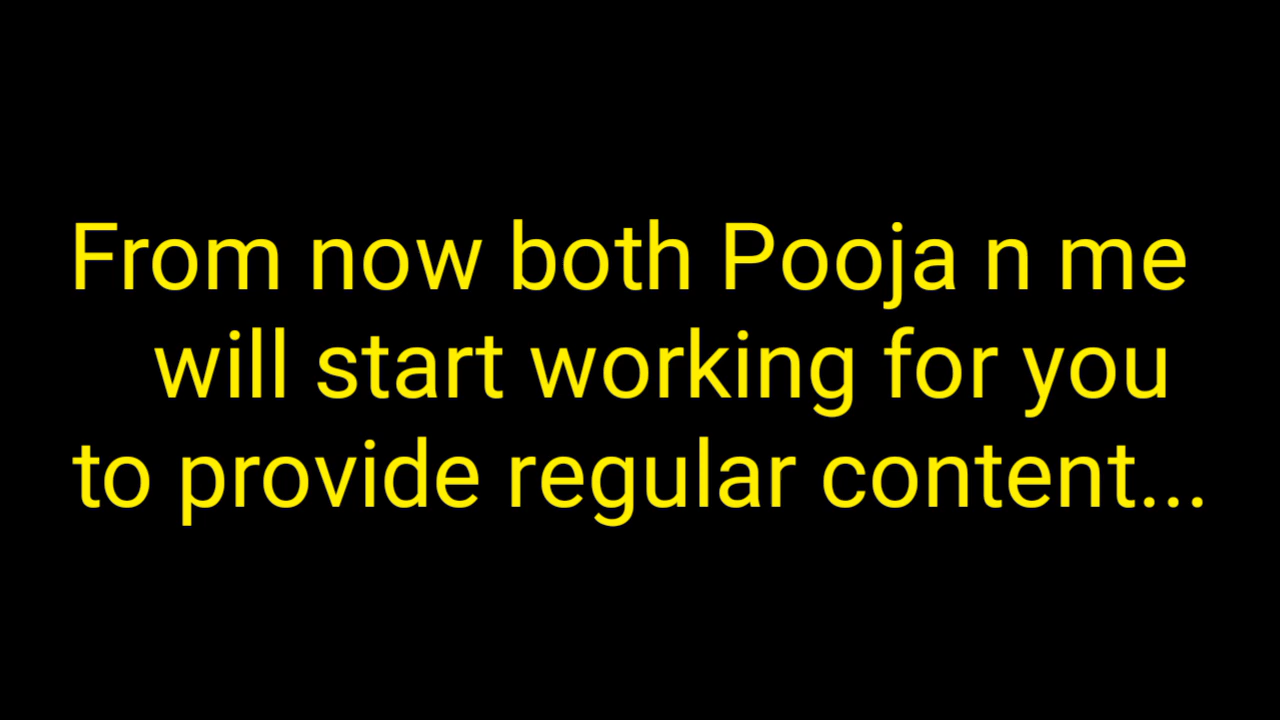 From now both Pooja n me
will start working for you
to provide regular content...